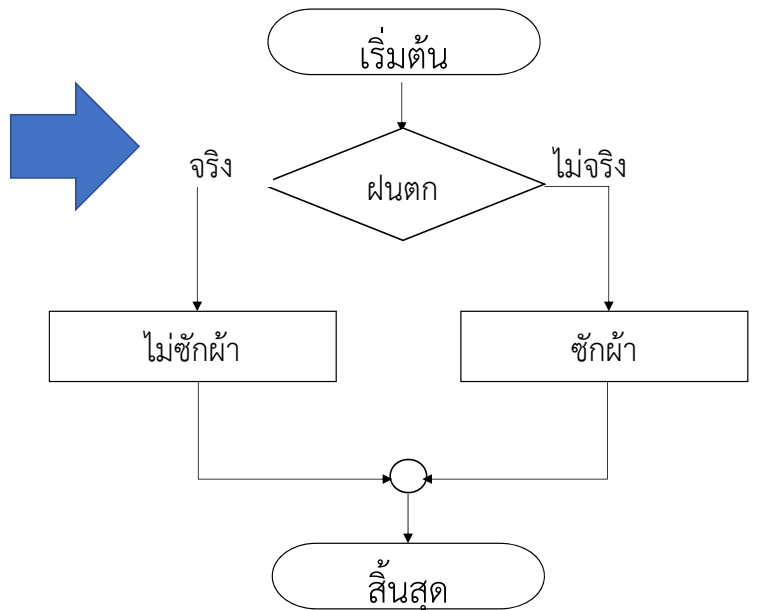 เริ่มต้น
จริง
ฝนตก
ไม่จริง
ไม่ซักผ้า
ซักผ้า
สิ้นสุด